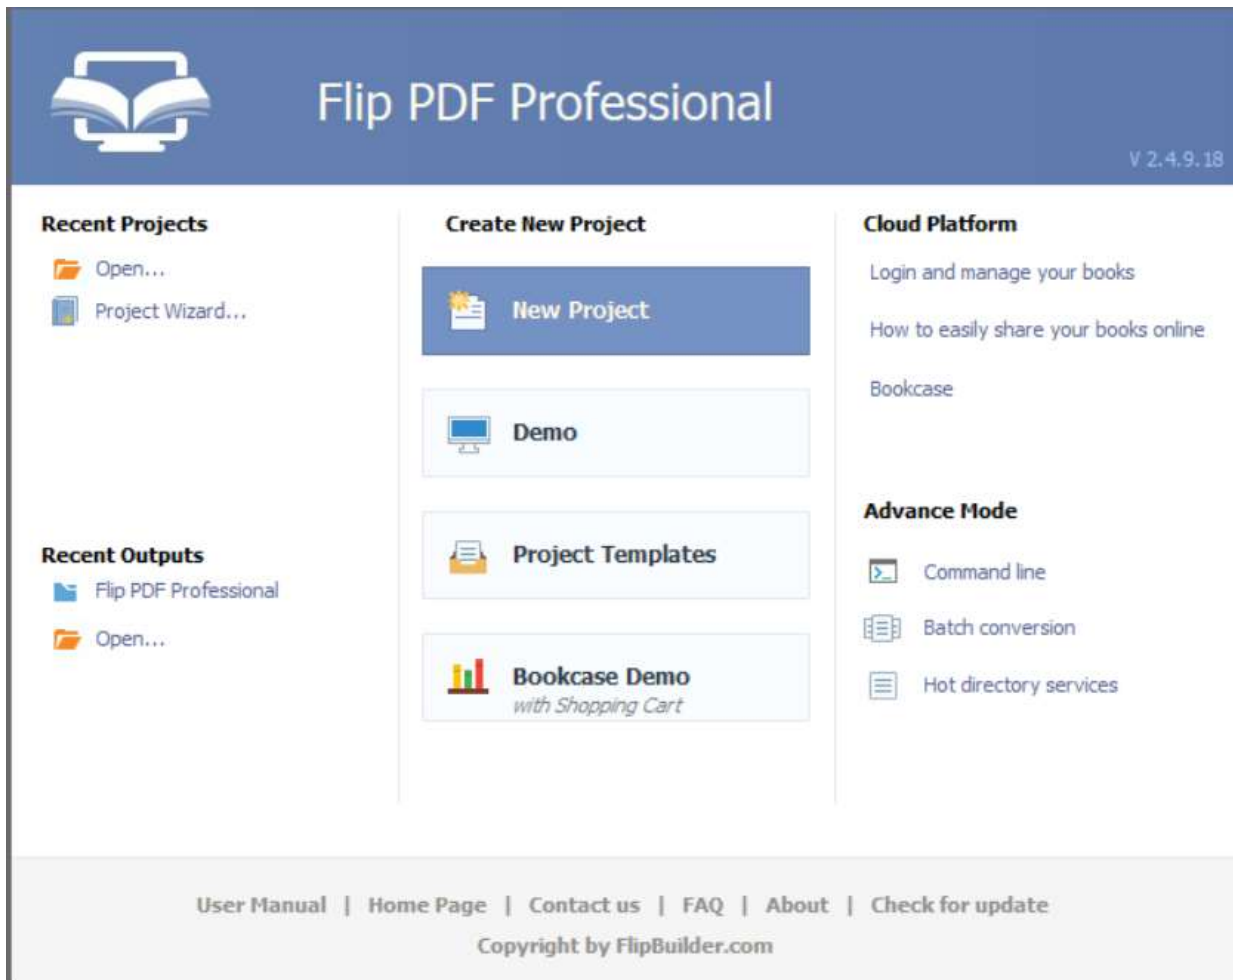 Flip PDF Professional
V 2.4.9.18
Recent Projects
Open...
Project Wizard...
Recent Outputs
Flip PDF Professional
Open...
Create New Project
New Project
Demo
Project Templates
Bookcase Demo
with Shopping Cart
Cloud Platform
Login and manage your books
How to easily share your books online
Bookcase
Advance Mode
Command line
Batch conversion
Hot directory services
User Manual | Home Page | Contact us | FAQ | About | Check for update
Copyright by FlipBuilder.com